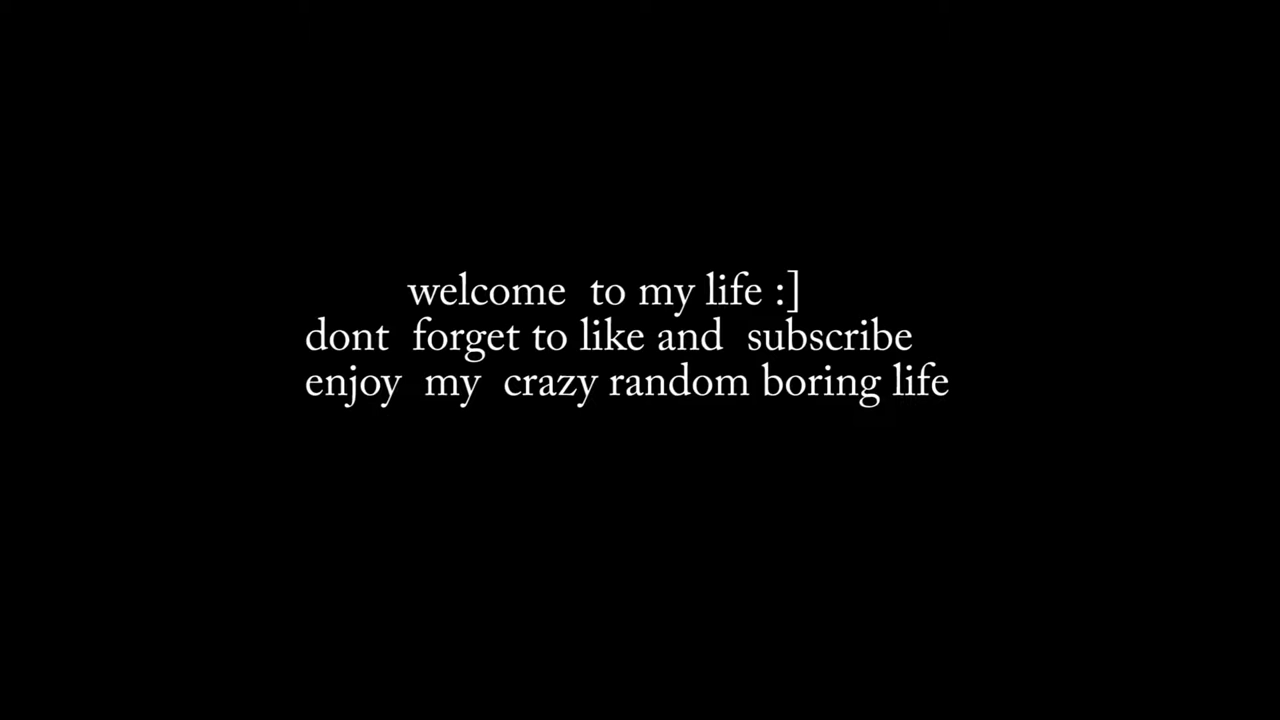 welcome  to my life :]
dont  forget to like and  subscribe
enjoy  my  crazy random boring life